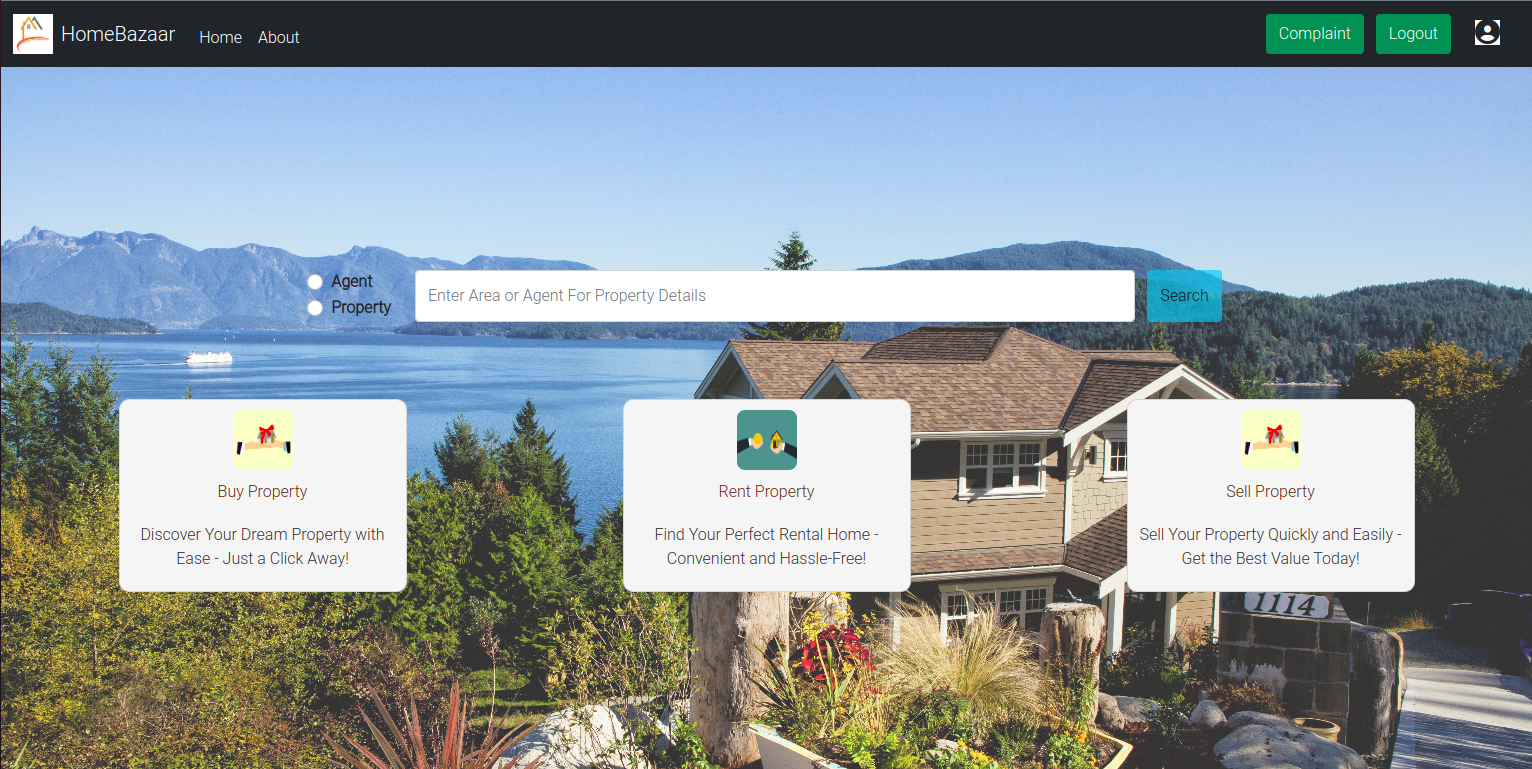 HomeBazaar Home About Complaint Logout
Agent
Property
Enter Area or Agent For Property Details
Search
Buy Property
Discover Your Dream Property with
Ease - Just a Click Away!
Rent Property
Find Your Perfect Rental Home -
Convenient and Hassle-Free!
Sell Property
Sell Your Property Quickly and Easily -
Get the Best Value Today!
1114